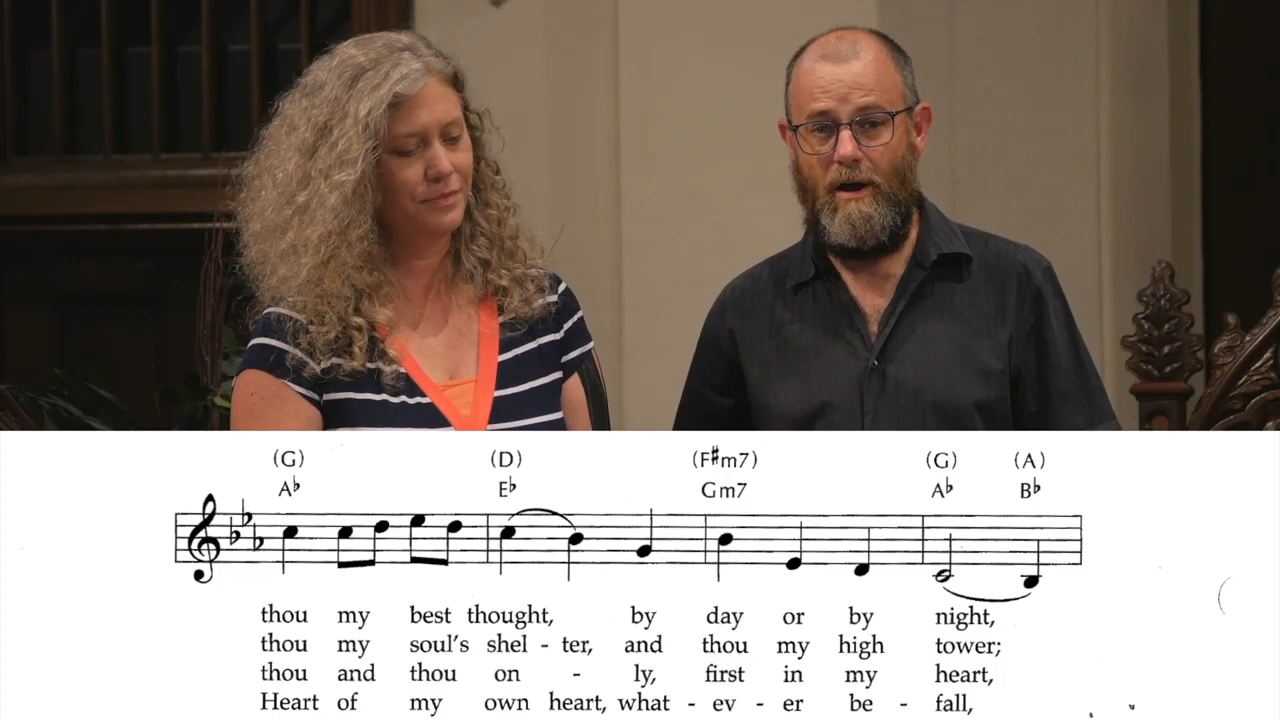 (G) (D) (F♯m7) (G) (A)
A♭ E♭ Gm7 A♭ B♭
thou my best thought, by day or by night,
thou my soul's shel - ter, and thou my high tower;
thou and thou on - ly, first in my heart,
Heart of my own heart, what - ev - er be - fall,